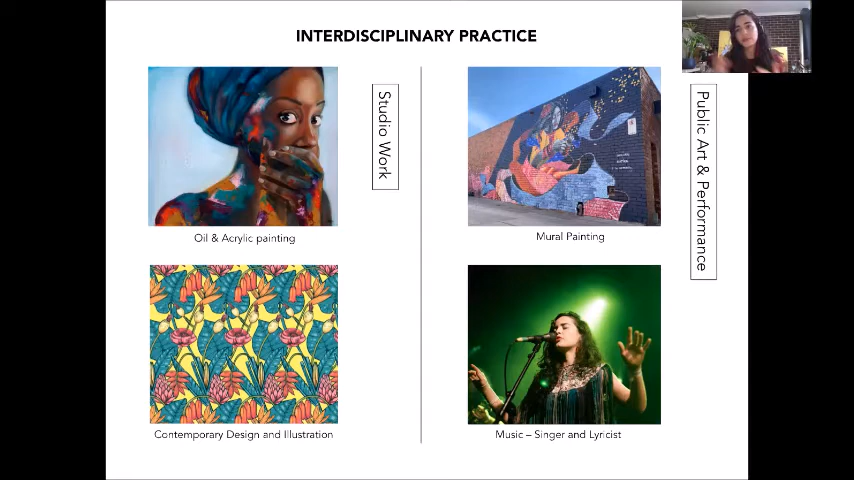 INTERDISCIPLINARY PRACTICE
Studio Work
Oil & Acrylic painting
Contemporary Design and Illustration
Public Art & Performance
Mural Painting
Music – Singer and Lyricist